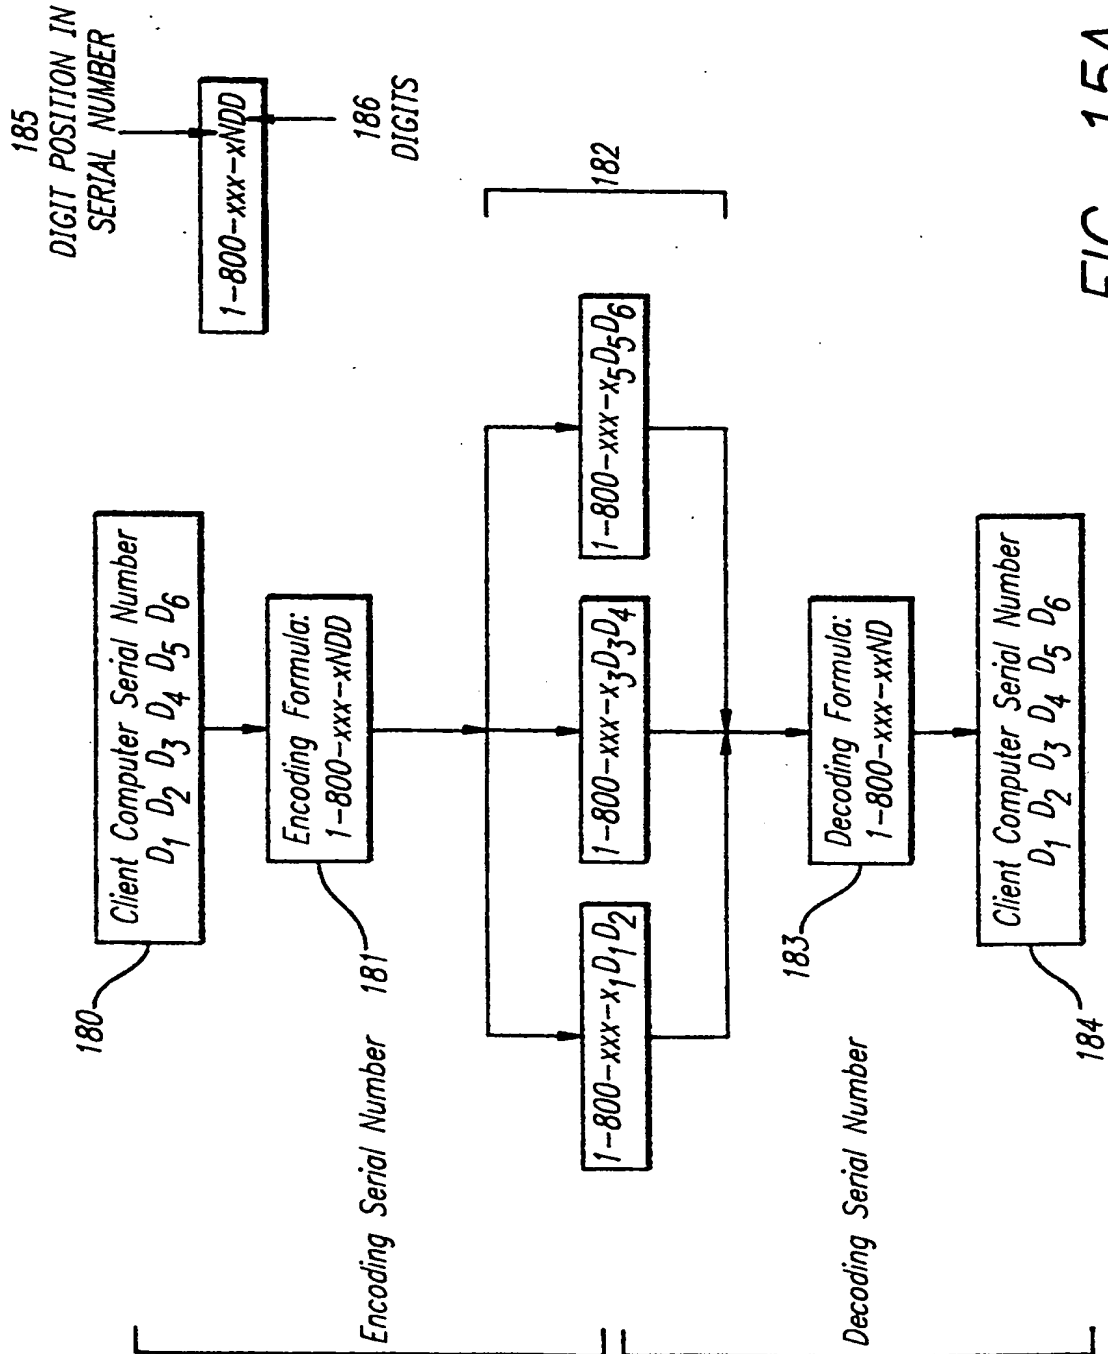 185
DIGIT POSITION IN
SERIAL NUMBER
1-800-xxx-xNDD
186
DIGITS
180
Client Computer Serial Number
D1 D2 D3 D4 D5 D6
Encoding Serial Number
181
Encoding Formula:
1-800-xxx-xNDD
182
1-800-xxx-x1D1D2
1-800-xxx-x3D3D4
1-800-xxx-x5D5D6
Decoding Serial Number
183
Decoding Formula:
1-800-xxx-xxND
184
Client Computer Serial Number
D1 D2 D3 D4 D5 D6
FIG. 15A